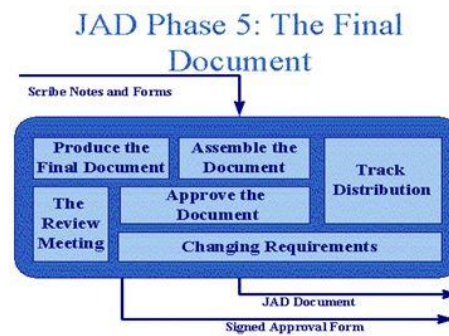 JAD Phase 5: The Final
Document
Scribe Notes and Forms
Produce the
Final Document
Assemble the
Document
Track
Distribution
The
Review
Meeting
Approve the
Document
Changing Requirements
JAD Document
Signed Approval Form